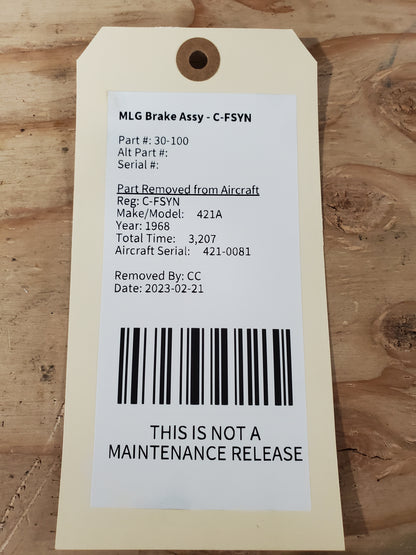 MLG Brake Assy - C-FSYN
Part #: 30-100
Alt Part #:
Serial #:
Part Removed from Aircraft
Reg: C-FSYN
Make/Model: 421A
Year: 1968
Total Time: 3,207
Aircraft Serial: 421-0081
Removed By: CC
Date: 2023-02-21
THIS IS NOT A
MAINTENANCE RELEASE